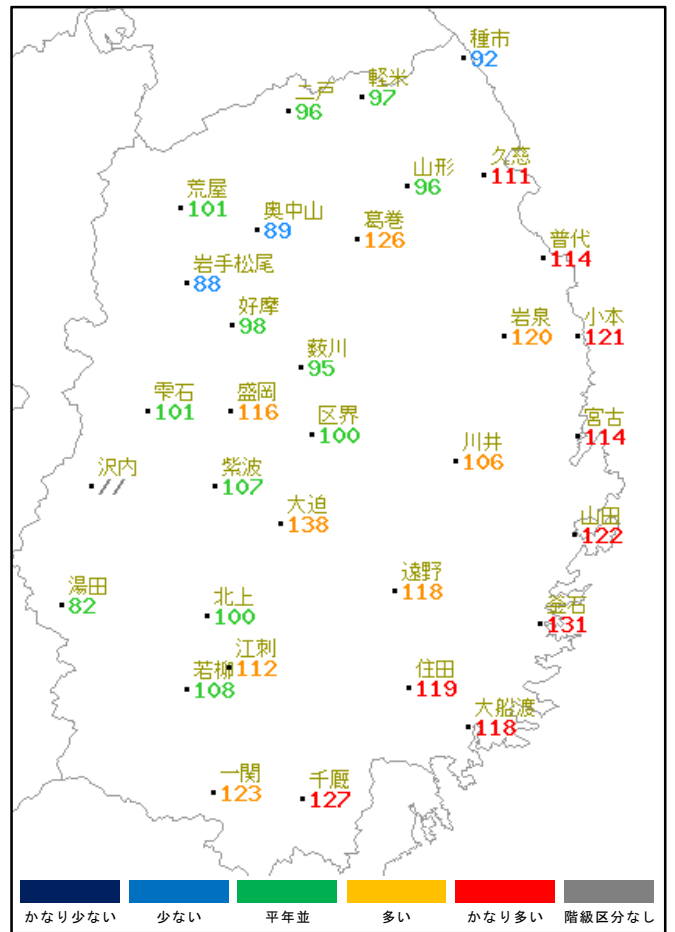 種市
92
軽米
97
二戸
96
久慈
111
山形
96
荒屋
101
奥中山
89
葛巻
126
普代
114
岩手松尾
88
好摩
98
岩泉
120
小本
121
薮川
95
雫石
101
盛岡
116
区界
100
宮古
114
川井
106
沢内
//
紫波
107
大迫
138
山田
122
湯田
82
北上
100
遠野
118
釜石
131
江刺
112
若柳
108
住田
119
大船渡
118
一関
123
千厩
127
かなり少ない
少ない
平年並
多い
かなり多い
階級区分なし